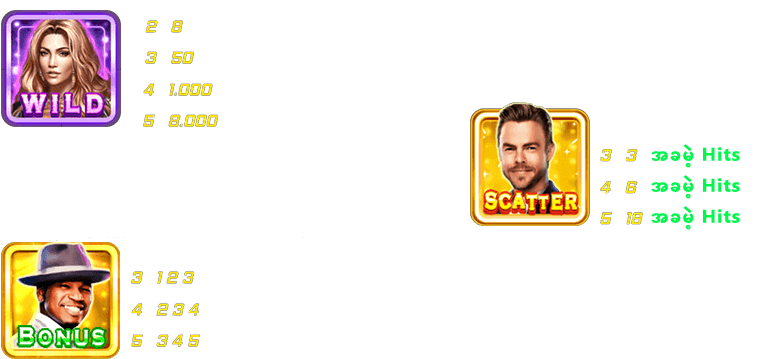 WILD
2 8
3 50
4 1.000
5 8.000
SCATTER
3 3 အခမဲ့ Hits
4 8 အခမဲ့ Hits
5 18 အခမဲ့ Hits
BONUS
3 1 2 3
4 2 3 4
5 3 4 5